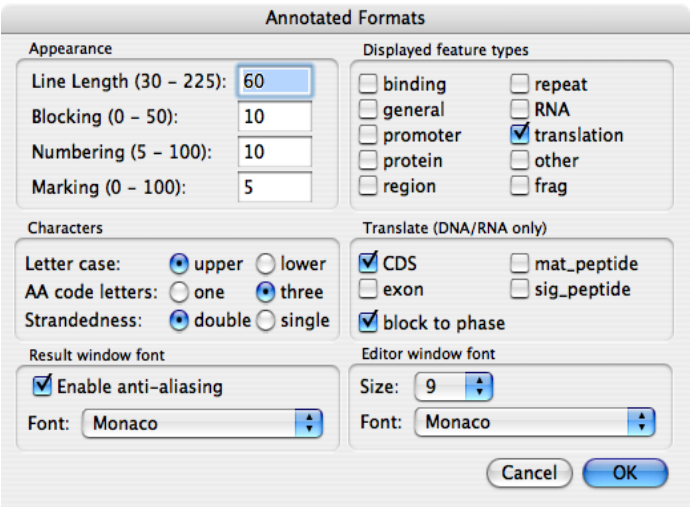 Annotated Formats
Appearance
Line Length (30 – 225): 60
Blocking (0 – 50): 10
Numbering (5 – 100): 10
Marking (0 – 100): 5
Displayed feature types
binding repeat
general RNA
promoter translation
protein other
region frag
Characters
Letter case: upper lower
AA code letters: one three
Strandedness: double single
Translate (DNA/RNA only)
CDS mat_peptide
exon sig_peptide
block to phase
Result window font
Enable anti-aliasing
Font: Monaco
Editor window font
Size: 9
Font: Monaco
Cancel OK